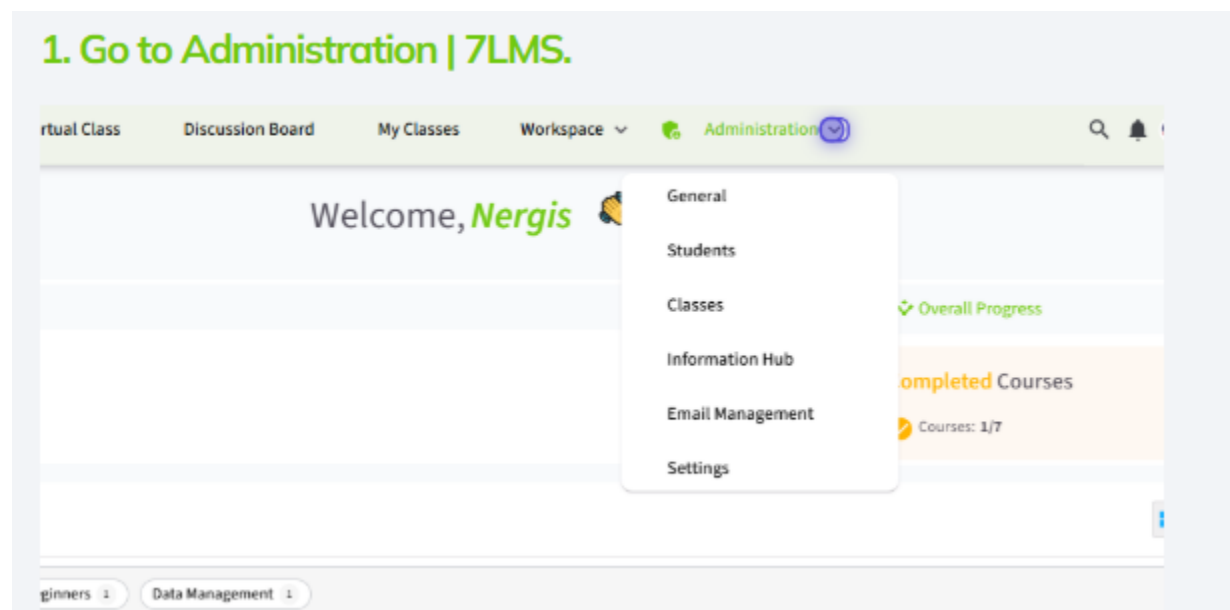 1. Go to Administration | 7LMS.
rtual Class Discussion Board My Classes Workspace Administration
Welcome, Nergis
General
Students
Classes
Overall Progress
Information Hub
ompleted Courses
Email Management
Courses: 1/7
Settings
ginners 1 Data Management 1